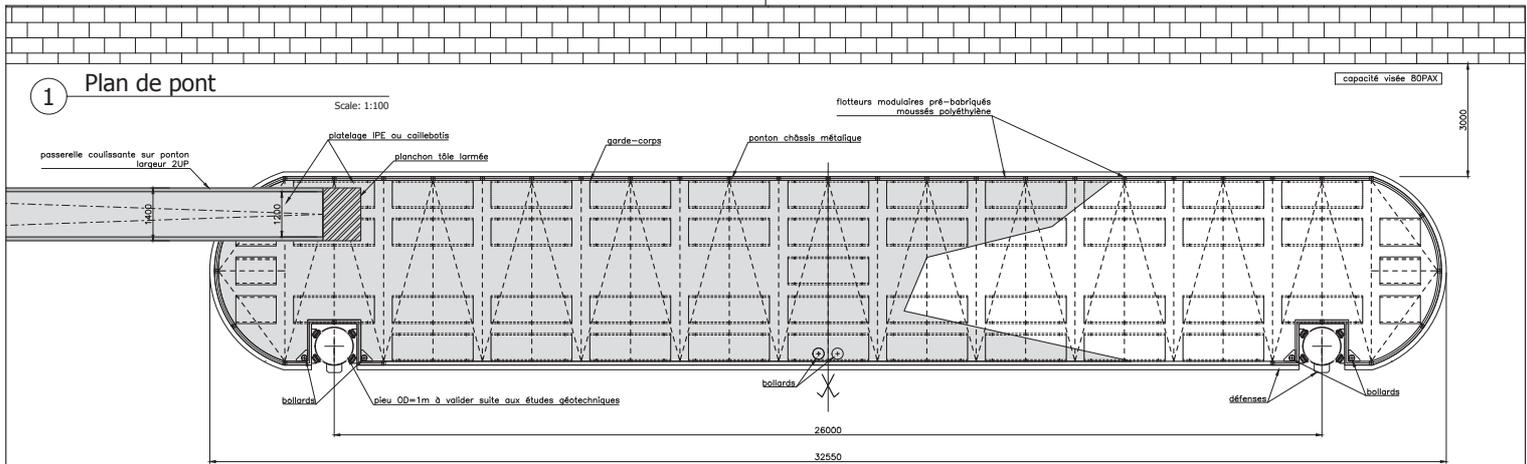 1
Plan de pont
Scale: 1:100
capacité visée 80PAX
3000
flotteurs modulaires pré-babriqués
moussés polyéthylène
platelage IPE ou caillebotis
garde-corps
ponton châssis métalique
passerelle coulissante sur ponton
largeur 2UP
planchon tôle larmée
1400
1200
bollards
pieu OD=1m à valider suite aux études géotechniques
bollards
défenses
bollards
26000
32550